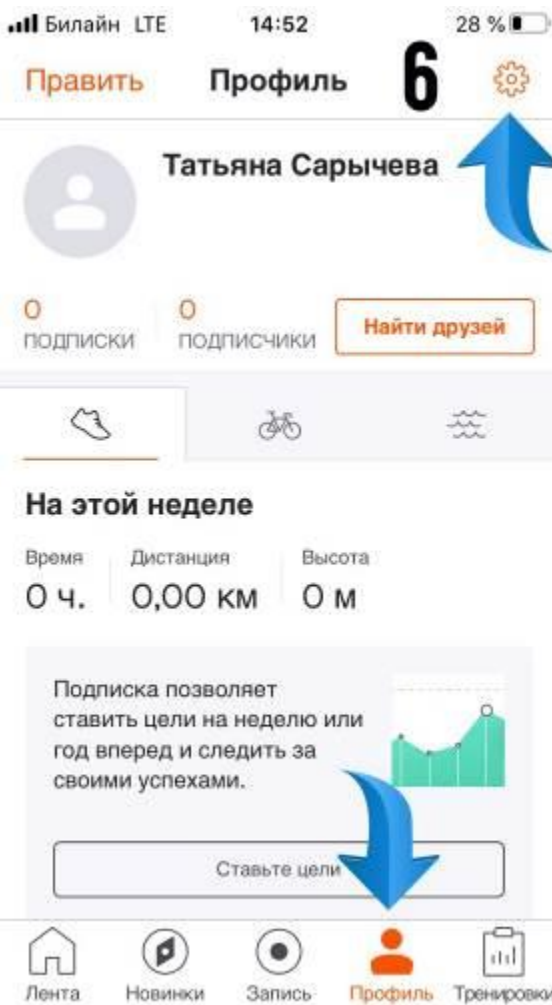 Билайн LTE 14:52 28 %
Править Профиль 6
Татьяна Сарычева
0 0
ПОДПИСКИ ПОДПИСЧИКИ Найти друзей
На этой неделе
Время Дистанция Высота
0 ч. 0,00 км 0 м
Подписка позволяет
ставить цели на неделю или
год вперед и следить за
своими успехами.
Ставьте цели
Лента Новинки Запись Профиль Тренировки